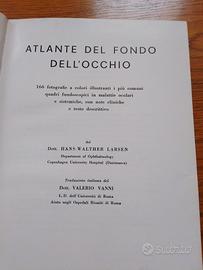 ATLANTE DEL FONDO
DELL'OCCHIO
166 fotografie a colori illustranti i più comuni
quadri fundoscopici in malattie oculari
e sistemiche, con note cliniche
e testo descrittivo
del
Dott. HANS-WALTHER LARSEN
Department of Ophthalmology
Copenhagen University Hospital (Danimarca)
Traduzione italiana del
Dott. VALERIO VANNI
L. D. dell'Università di Roma
Aiuto negli Ospedali Riuniti di Roma
subito.it